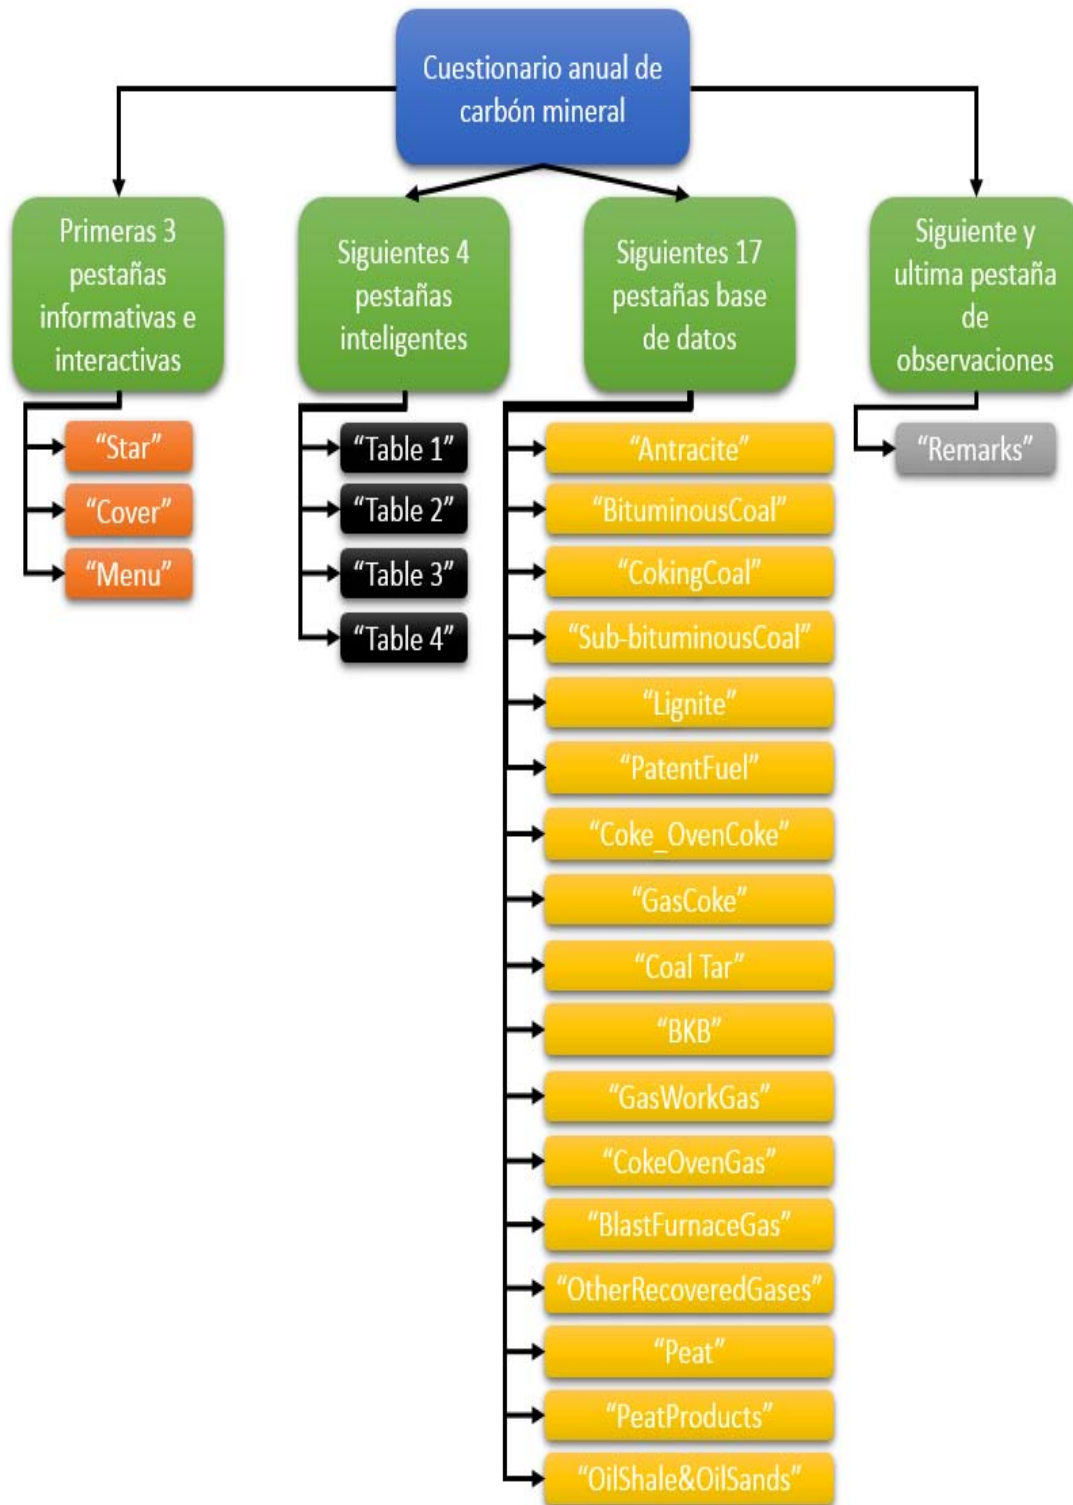 Cuestionario anual de
carbón mineral
Primeras 3
pestañas
informativas e
interactivas
Siguientes 4
pestañas
inteligentes
Siguientes 17
pestañas base
de datos
Siguiente y
ultima pestaña
de
observaciones
“Star”
“Cover”
“Menu”
“Table 1”
“Table 2”
“Table 3”
“Table 4”
“Antracite”
“BituminousCoal”
“CokingCoal”
“Sub-bituminousCoal”
“Lignite”
“PatentFuel”
“Coke_OvenCoke”
“GasCoke”
“Coal Tar”
“BKB”
“GasWorkGas”
“CokeOvenGas”
“BlastFurnaceGas”
“OtherRecoveredGases”
“Peat”
“PeatProducts”
“OilShale&OilSands”
“Remarks”